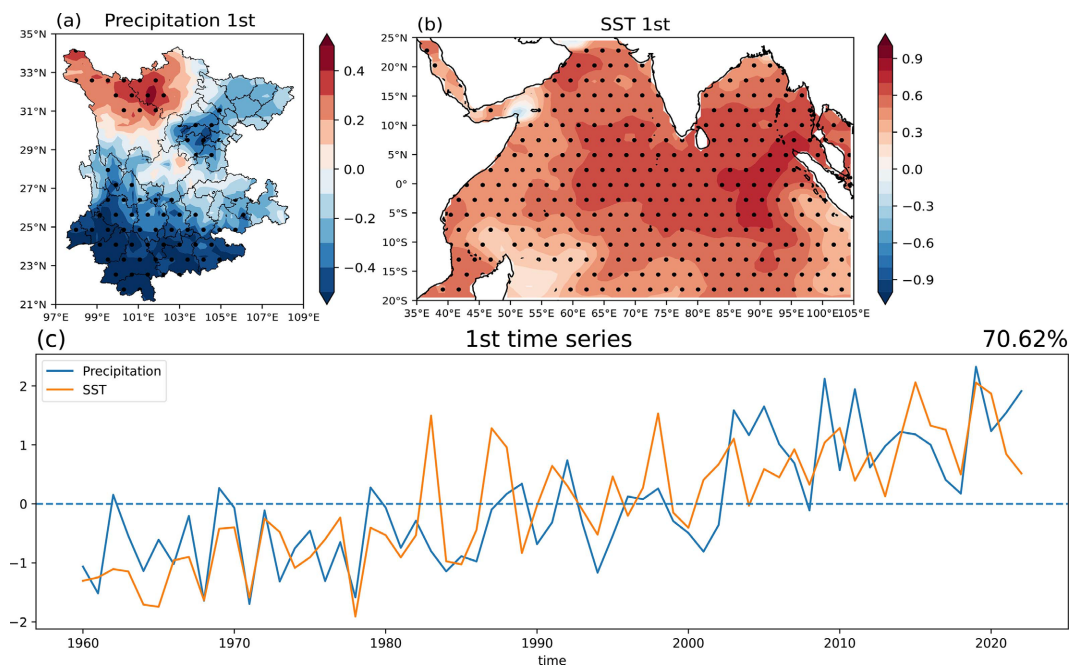 (a) Precipitation 1st
35°N
33°N
31°N
29°N
27°N
25°N
23°N
21°N
97°E 99°E 101°E 103°E 105°E 107°E 109°E
0.4
0.2
0.0
−0.2
−0.4
(b) SST 1st
25°N
20°N
15°N
10°N
5°N
0°
5°S
10°S
15°S
20°S
35°E 40°E 45°E 50°E 55°E 60°E 65°E 70°E 75°E 80°E 85°E 90°E 95°E 100°E 105°E
0.9
0.6
0.3
0.0
−0.3
−0.6
−0.9
(c) 1st time series 70.62%
Precipitation
SST
2
1
0
−1
−2
1960 1970 1980 1990 2000 2010 2020
time